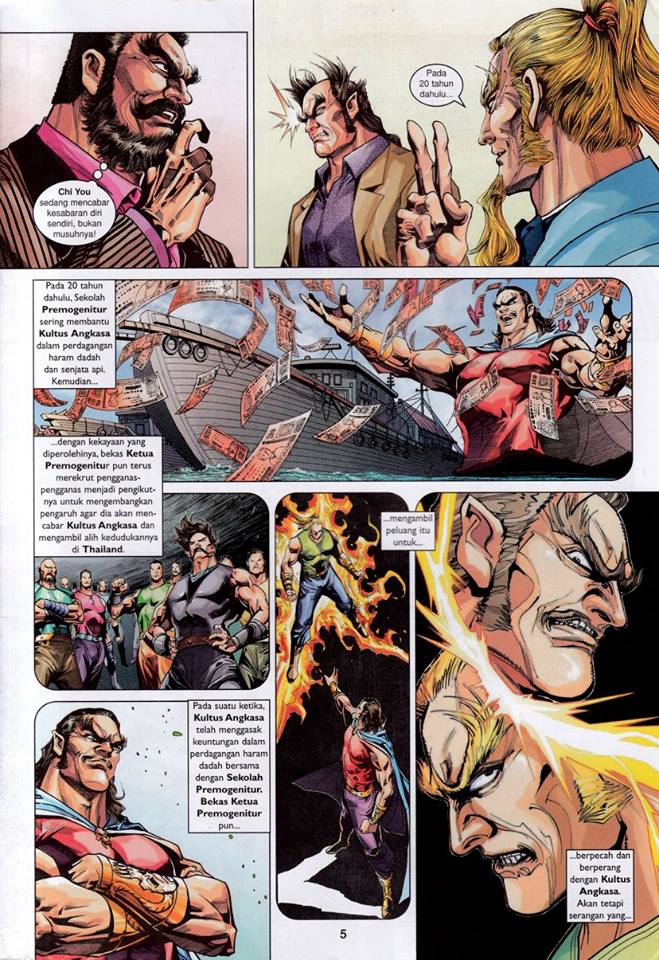 Chi You
sedang mencabar
kesabaran diri
sendiri, bukan
musuhnya!
Pada
20 tahun
dahulu...
Pada 20 tahun
dahulu, Sekolah
Premogenitur
sering membantu
Kultus Angkasa
dalam perdagangan
haram dadah
dan senjata api.
Kemudian...
...dengan kekayaan yang
diperolehinya, bekas Ketua
Premogenitur pun terus
merekrut pengganas-
pengganas menjadi pengikut-
nya untuk mengembangkan
pengaruh agar dia akan men-
cabar Kultus Angkasa dan
mengambil alih kedudukannya
di Thailand.
Pada suatu ketika,
Kultus Angkasa
telah menggasak
keuntungan dalam
perdagangan haram
dadah bersama
dengan Sekolah
Premogenitur.
Bekas Ketua
Premogenitur
pun...
...mengambil
peluang itu
untuk...
...berpecah dan
berperang
dengan Kultus
Angkasa.
Akan tetapi
serangan yang...
5